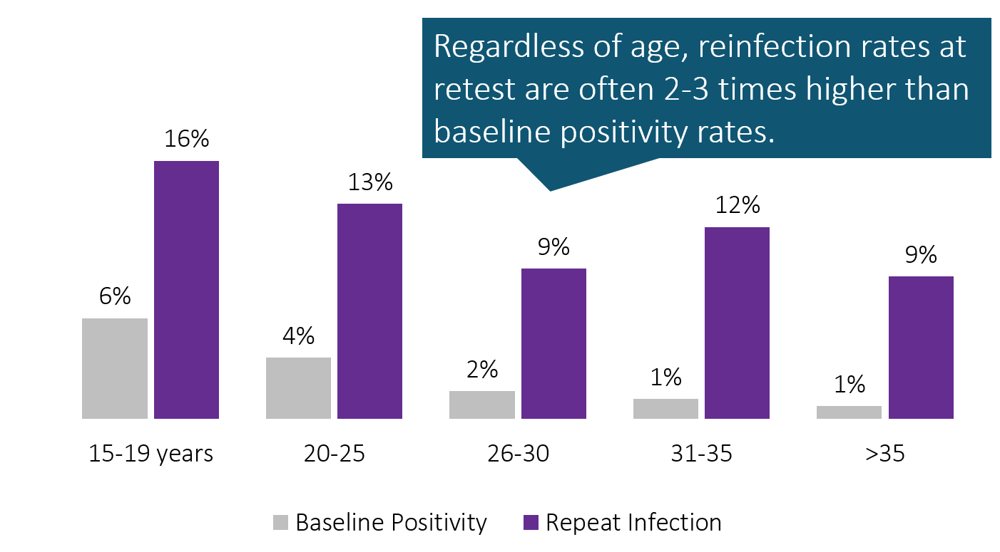 Regardless of age, reinfection rates at
retest are often 2-3 times higher than
baseline positivity rates.
16%
13%
12%
9%
9%
6%
4%
2%
1%
1%
15-19 years
20-25
26-30
31-35
>35
Baseline Positivity
Repeat Infection